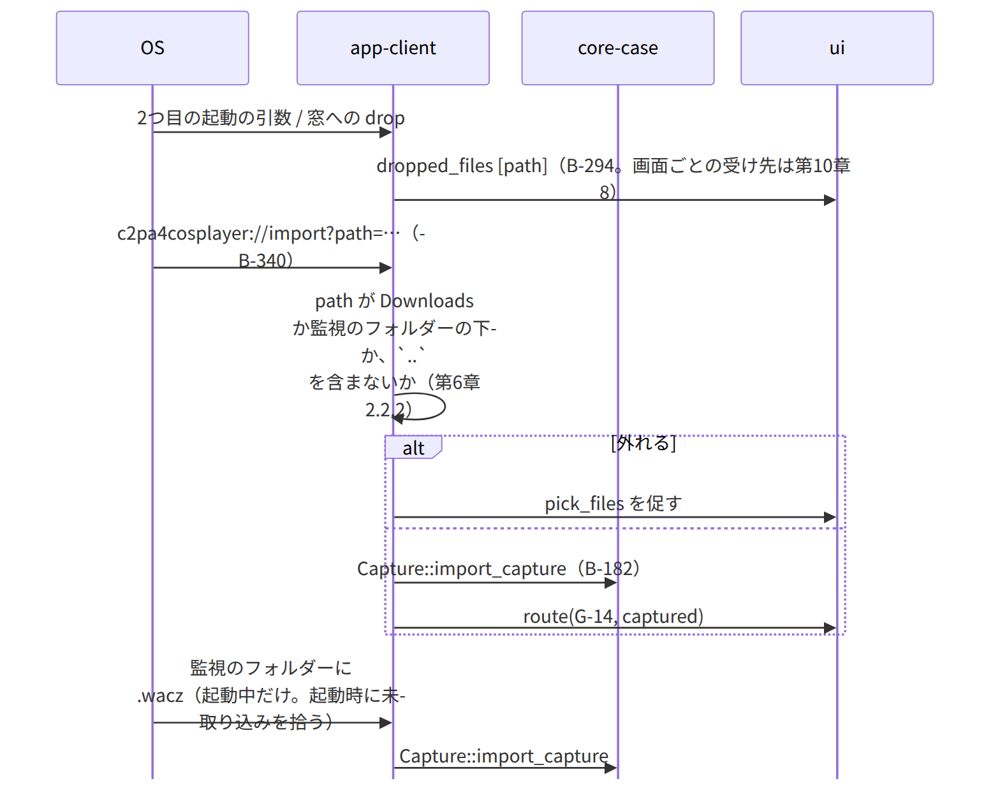 OS
app-client
core-case
ui
2つ目の起動の引数 / 窓への drop
dropped_files [path]（B-294。画面ごとの受け先は第10章
8）
c2pa4cosplayer://import?path=…（-
B-340）
path が Downloads
か監視のフォルダーの下-
か、`..`
を含まないか（第6章
2.2.2）
alt
[外れる]
pick_files を促す
Capture::import_capture（B-182）
route(G-14, captured)
監視のフォルダーに
.wacz（起動中だけ。起動時に未-
取り込みを拾う）
Capture::import_capture